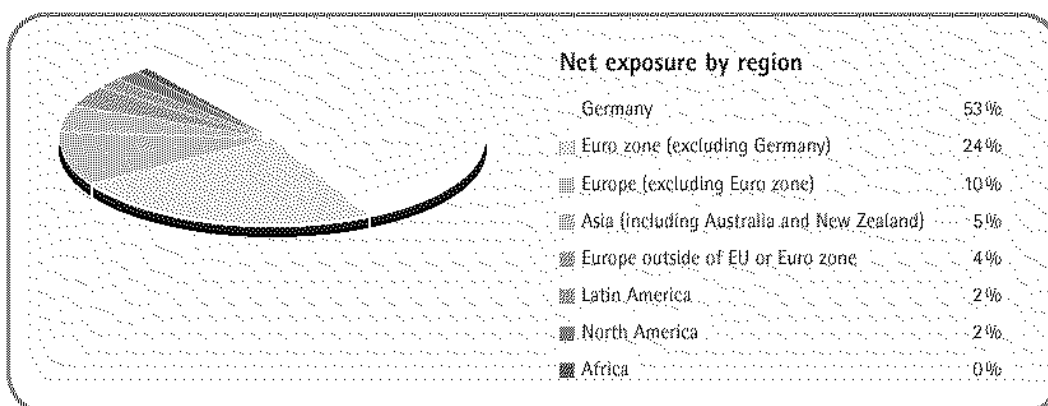 Net exposure by region
Germany 53%
Euro zone (excluding Germany) 24%
Europe (excluding Euro zone) 10%
Asia (including Australia and New Zealand) 5%
Europe outside of EU or Euro zone 4%
Latin America 2%
North America 2%
Africa 0%